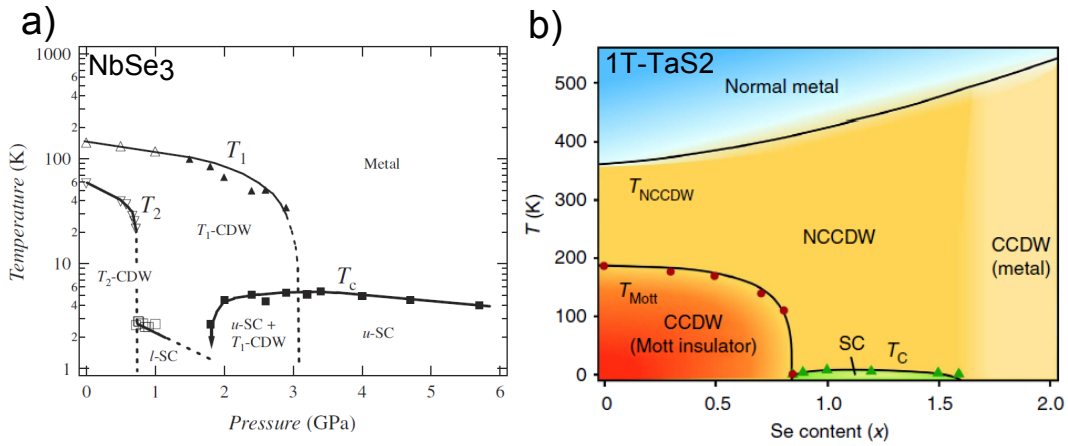 a)
NbSe3
1000
6
4
2
100
6
4
2
10
6
4
2
1
Temperature (K)
T1
T2
Metal
T1-CDW
T2-CDW
Tc
l-SC
u-SC +
T1-CDW
u-SC
0
1
2
3
4
5
6
Pressure (GPa)
b)
1T-TaS2
500
400
300
200
100
0
T (K)
Normal metal
TNCCDW
NCCDW
CCDW
(metal)
TMott
CCDW
(Mott insulator)
SC
TC
0
0.5
1.0
1.5
2.0
Se content (x)